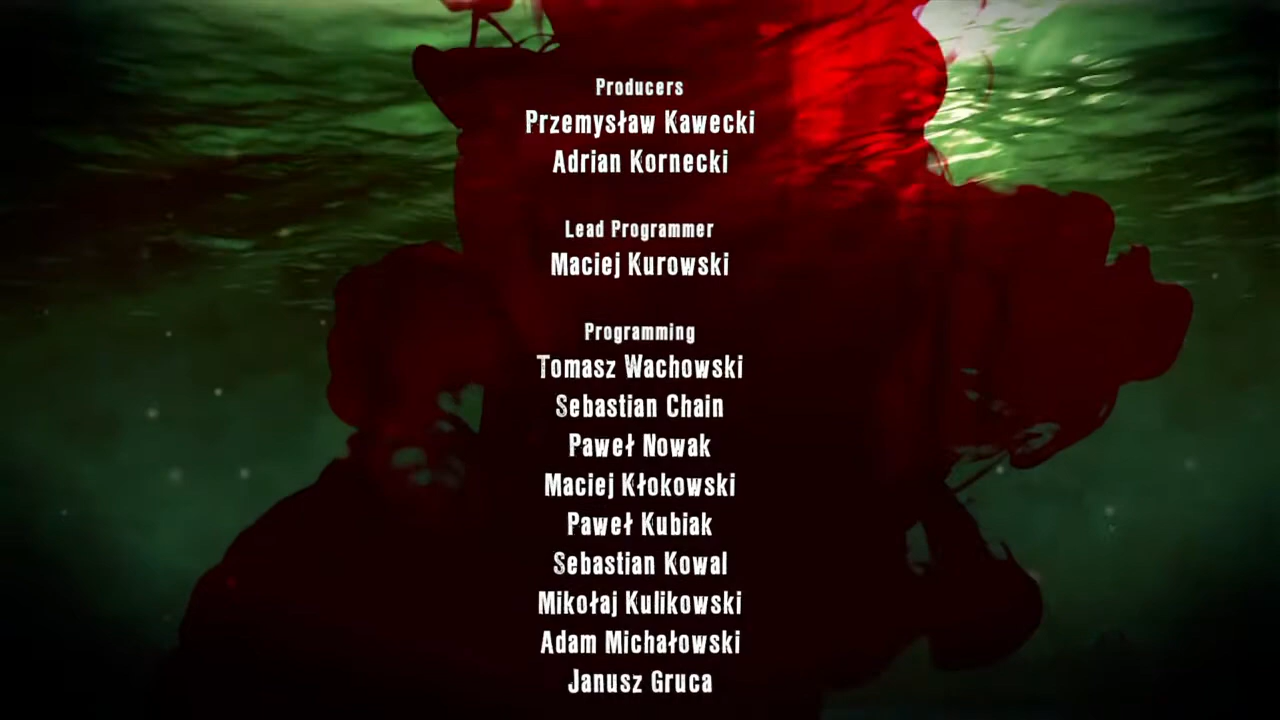 Producers
Przemysław Kawecki
Adrian Kornecki
Lead Programmer
Maciej Kurowski
Programming
Tomasz Wachowski
Sebastian Chain
Paweł Nowak
Maciej Kłokowski
Paweł Kubiak
Sebastian Kowal
Mikołaj Kulikowski
Adam Michałowski
Janusz Gruca